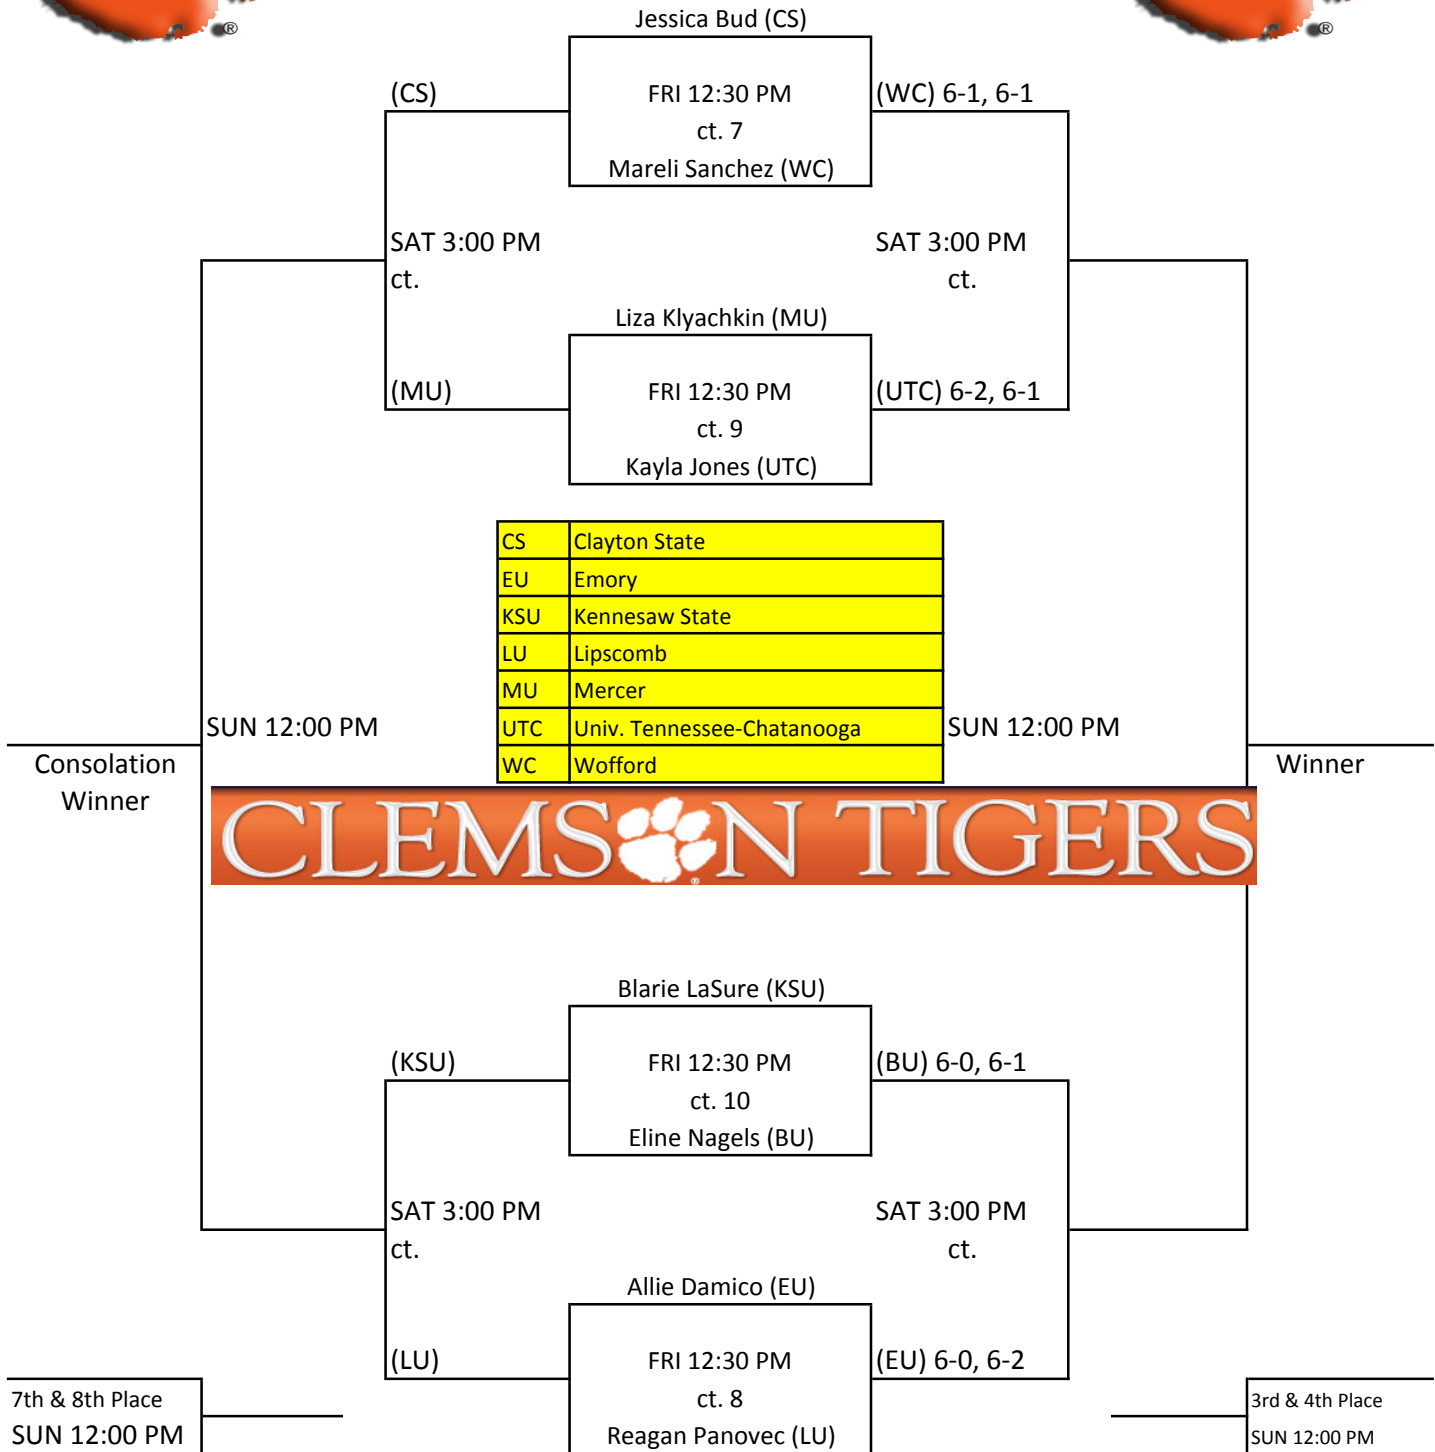 ® ®
Jessica Bud (CS)
(CS) FRI 12:30 PM (WC) 6-1, 6-1
ct. 7
Mareli Sanchez (WC)
SAT 3:00 PM SAT 3:00 PM
ct. ct.
Liza Klyachkin (MU)
(MU) FRI 12:30 PM (UTC) 6-2, 6-1
ct. 9
Kayla Jones (UTC)
CS Clayton State
EU Emory
KSU Kennesaw State
LU Lipscomb
MU Mercer
SUN 12:00 PM UTC Univ. Tennessee-Chatanooga SUN 12:00 PM
Consolation WC Wofford Winner
Winner
CLEMSON TIGERS
®
Blarie LaSure (KSU)
(KSU) FRI 12:30 PM (BU) 6-0, 6-1
ct. 10
Eline Nagels (BU)
SAT 3:00 PM SAT 3:00 PM
ct. ct.
Allie Damico (EU)
(LU) FRI 12:30 PM (EU) 6-0, 6-2
7th & 8th Place ct. 8 3rd & 4th Place
SUN 12:00 PM Reagan Panovec (LU) SUN 12:00 PM